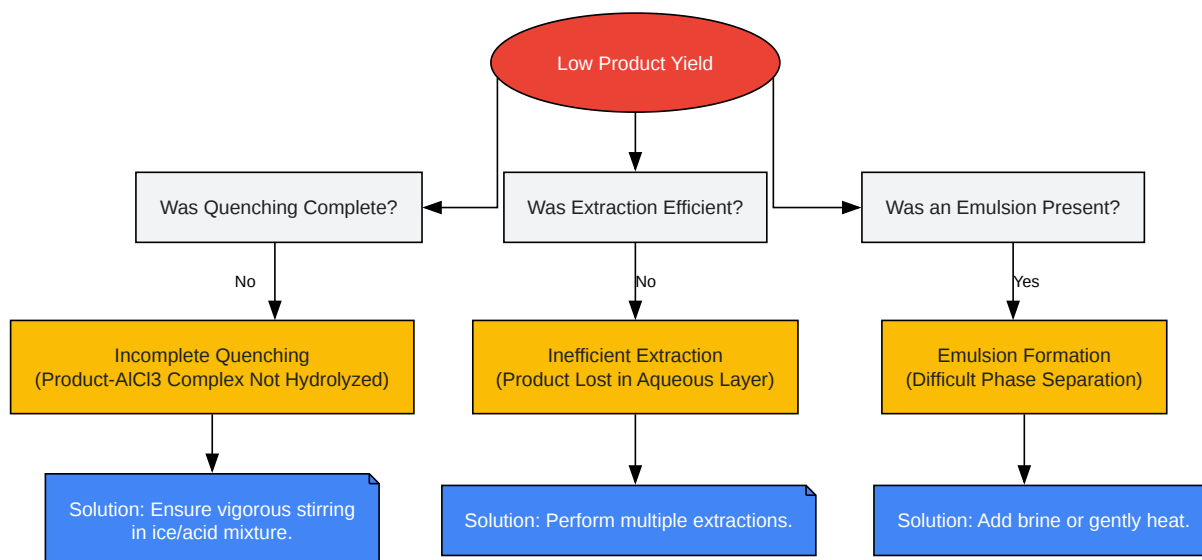 Low Product Yield
Was Quenching Complete?
Was Extraction Efficient?
Was an Emulsion Present?
No
No
Yes
Incomplete Quenching
(Product-AlCl3 Complex Not Hydrolyzed)
Inefficient Extraction
(Product Lost in Aqueous Layer)
Emulsion Formation
(Difficult Phase Separation)
Solution: Ensure vigorous stirring
in ice/acid mixture.
Solution: Perform multiple extractions.
Solution: Add brine or gently heat.